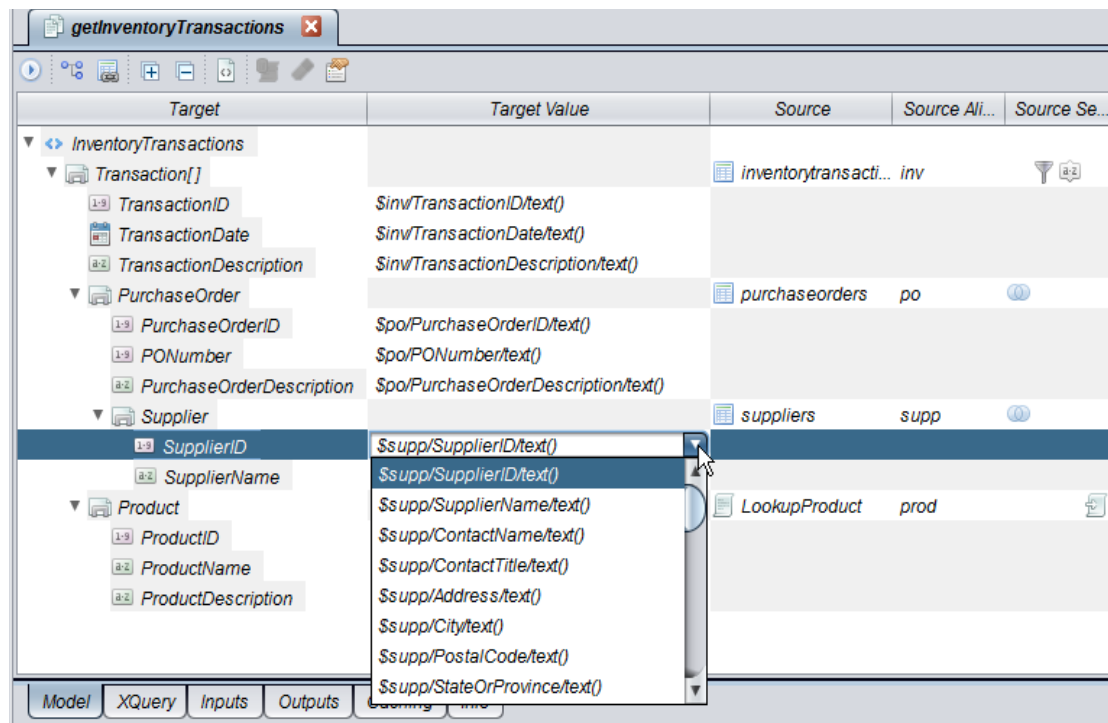 getInventoryTransactions
Target Target Value Source Source Ali... Source Se...
InventoryTransactions
Transaction[] inventorytransacti... inv
TransactionID $inv/TransactionID/text()
TransactionDate $inv/TransactionDate/text()
TransactionDescription $inv/TransactionDescription/text()
PurchaseOrder purchaseorders po
PurchaseOrderID $po/PurchaseOrderID/text()
PONumber $po/PONumber/text()
PurchaseOrderDescription $po/PurchaseOrderDescription/text()
Supplier suppliers supp
SupplierID $supp/SupplierID/text()
$supp/SupplierID/text()
SupplierName $supp/SupplierName/text()
Product LookupProduct prod
$supp/ContactName/text()
ProductID
ProductName $supp/ContactTitle/text()
ProductDescription $supp/Address/text()
$supp/City/text()
$supp/PostalCode/text()
$supp/StateOrProvince/text()
Model XQuery Inputs Outputs